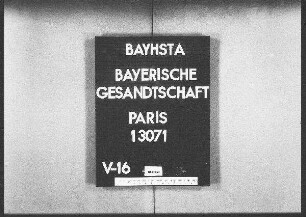 BAYHSTA
BAYERISCHE
GESANDTSCHAFT
PARIS
13071
V-16